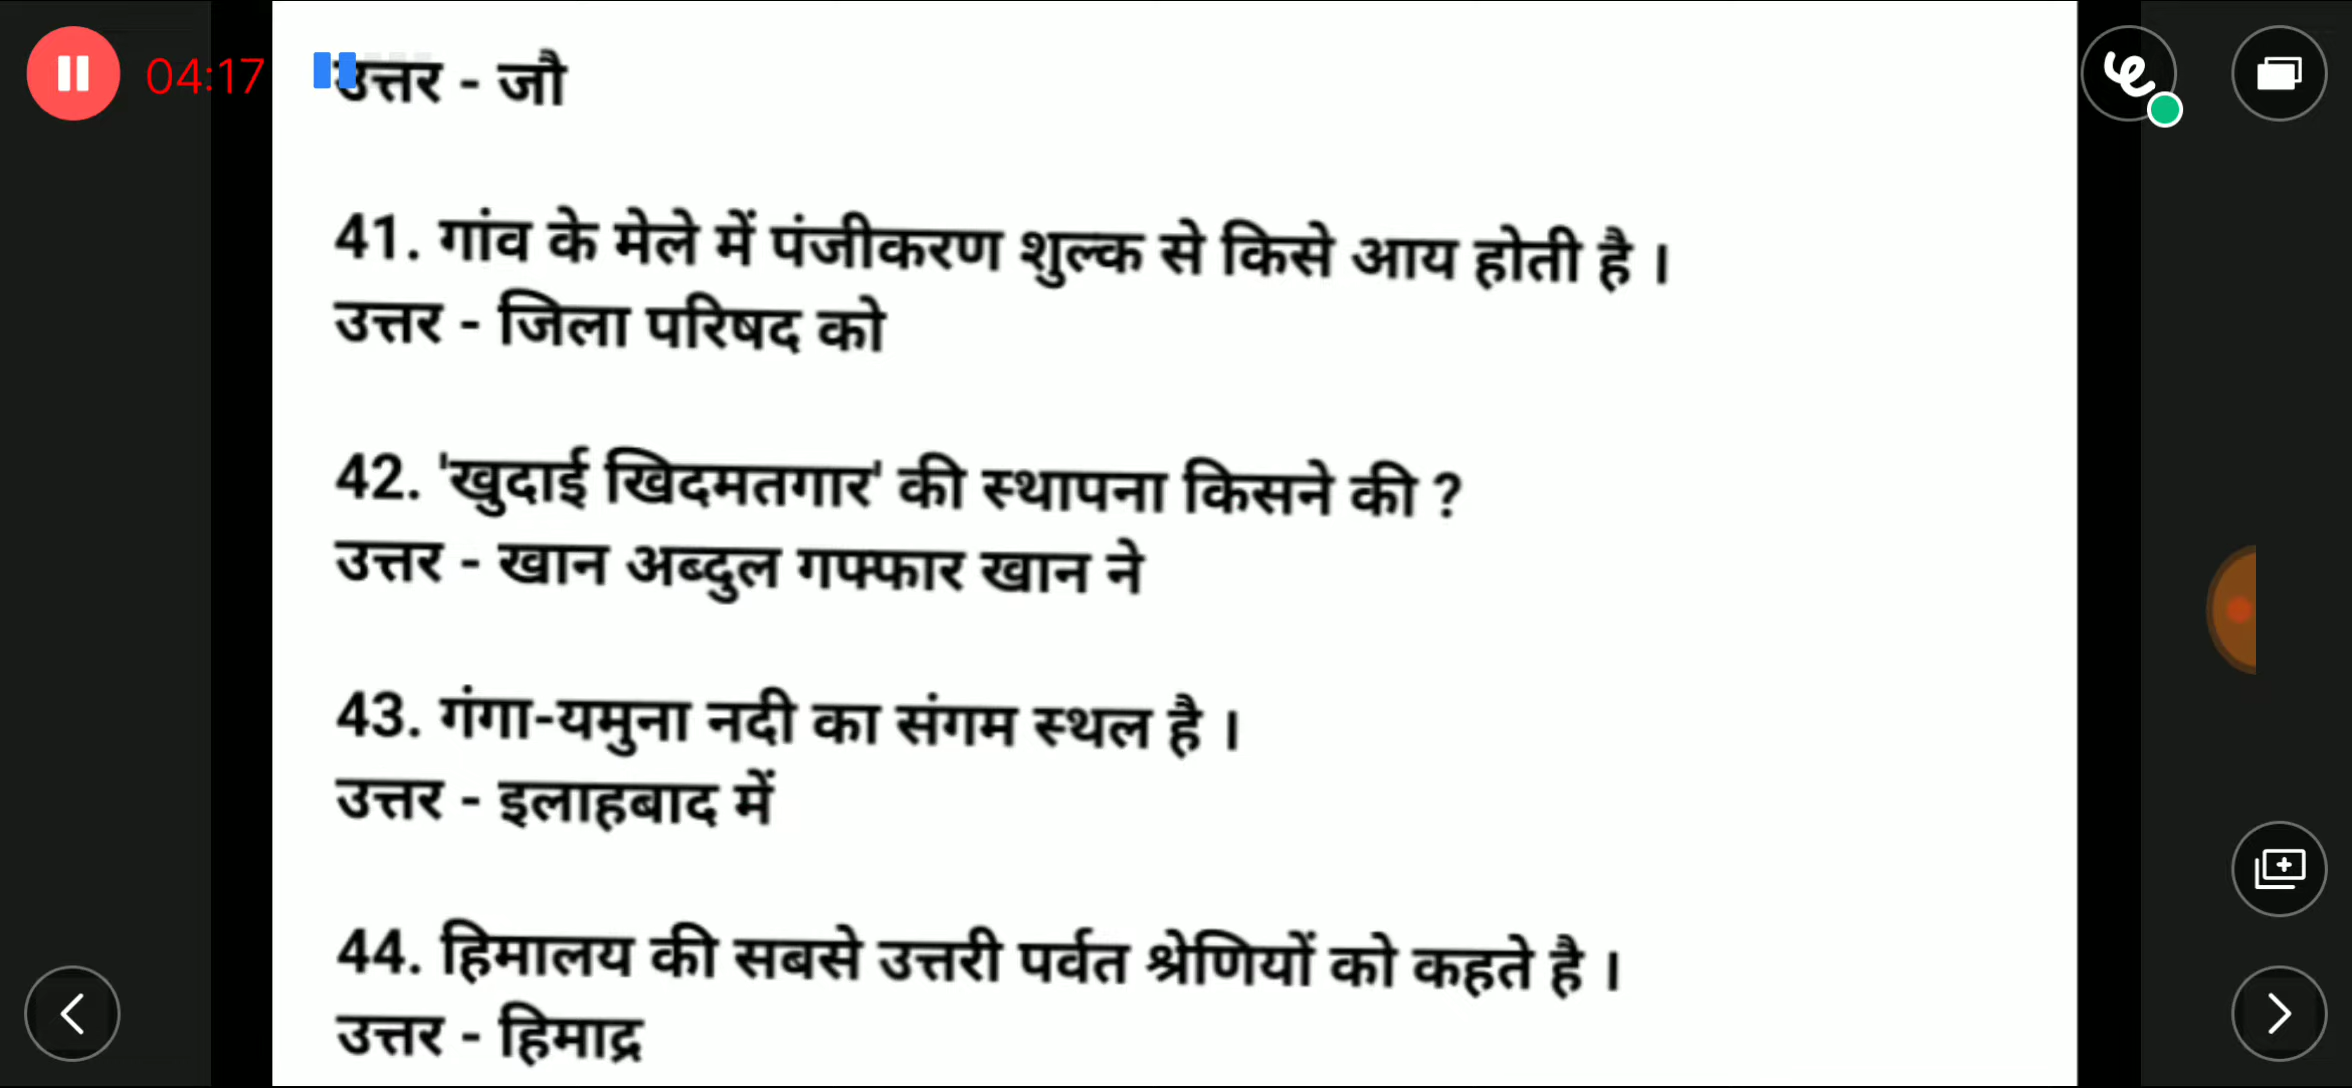 04:17
उत्तर - जौ
41. गांव के मेले में पंजीकरण शुल्क से किसे आय होती है ।
उत्तर - जिला परिषद को
42. 'खुदाई खिदमतगार' की स्थापना किसने की ?
उत्तर - खान अब्दुल गफ्फार खान ने
43. गंगा-यमुना नदी का संगम स्थल है ।
उत्तर - इलाहबाद में
44. हिमालय की सबसे उत्तरी पर्वत श्रेणियों को कहते है ।
उत्तर - हिमाद्र